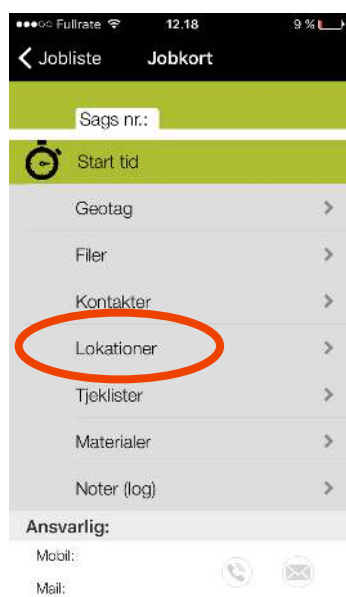 Fullrate 12.18 9 %
Jobliste Jobkort
Sags nr.:
Start tid
Geotag
Filer
Kontakter
Lokationer
Tjeklister
Materialer
Noter (log)
Ansvarlig:
Mobil:
Mail: